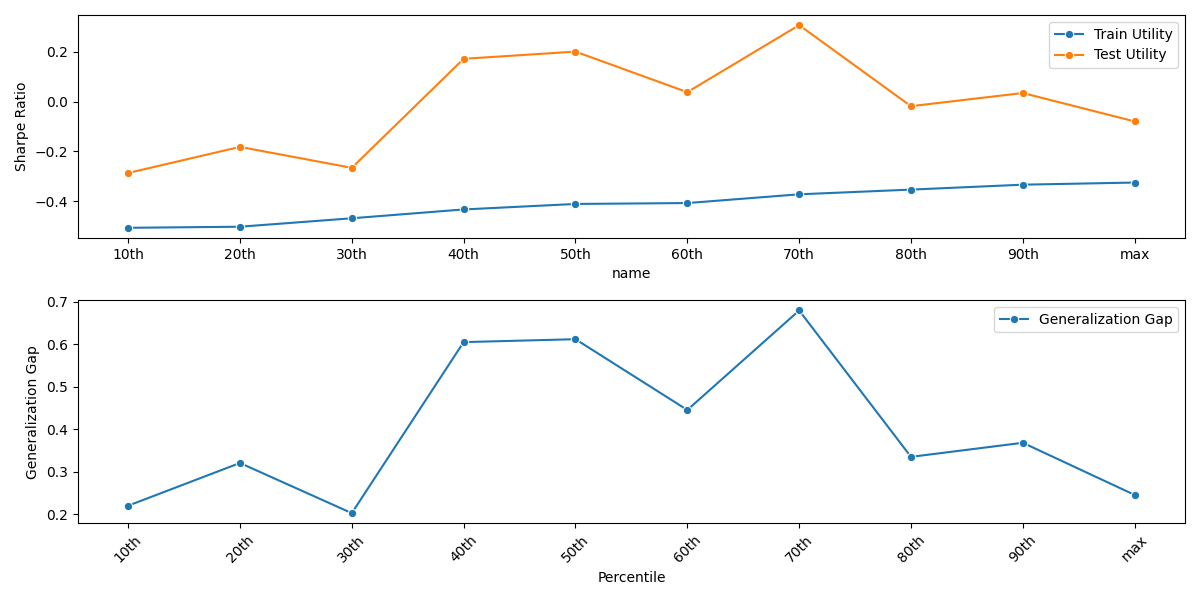 Train Utility
Test Utility
Sharpe Ratio
0.2
0.0
−0.2
−0.4
10th 20th 30th 40th 50th 60th 70th 80th 90th max
name
Generalization Gap
Generalization Gap
0.7
0.6
0.5
0.4
0.3
0.2
10th 20th 30th 40th 50th 60th 70th 80th 90th max
Percentile